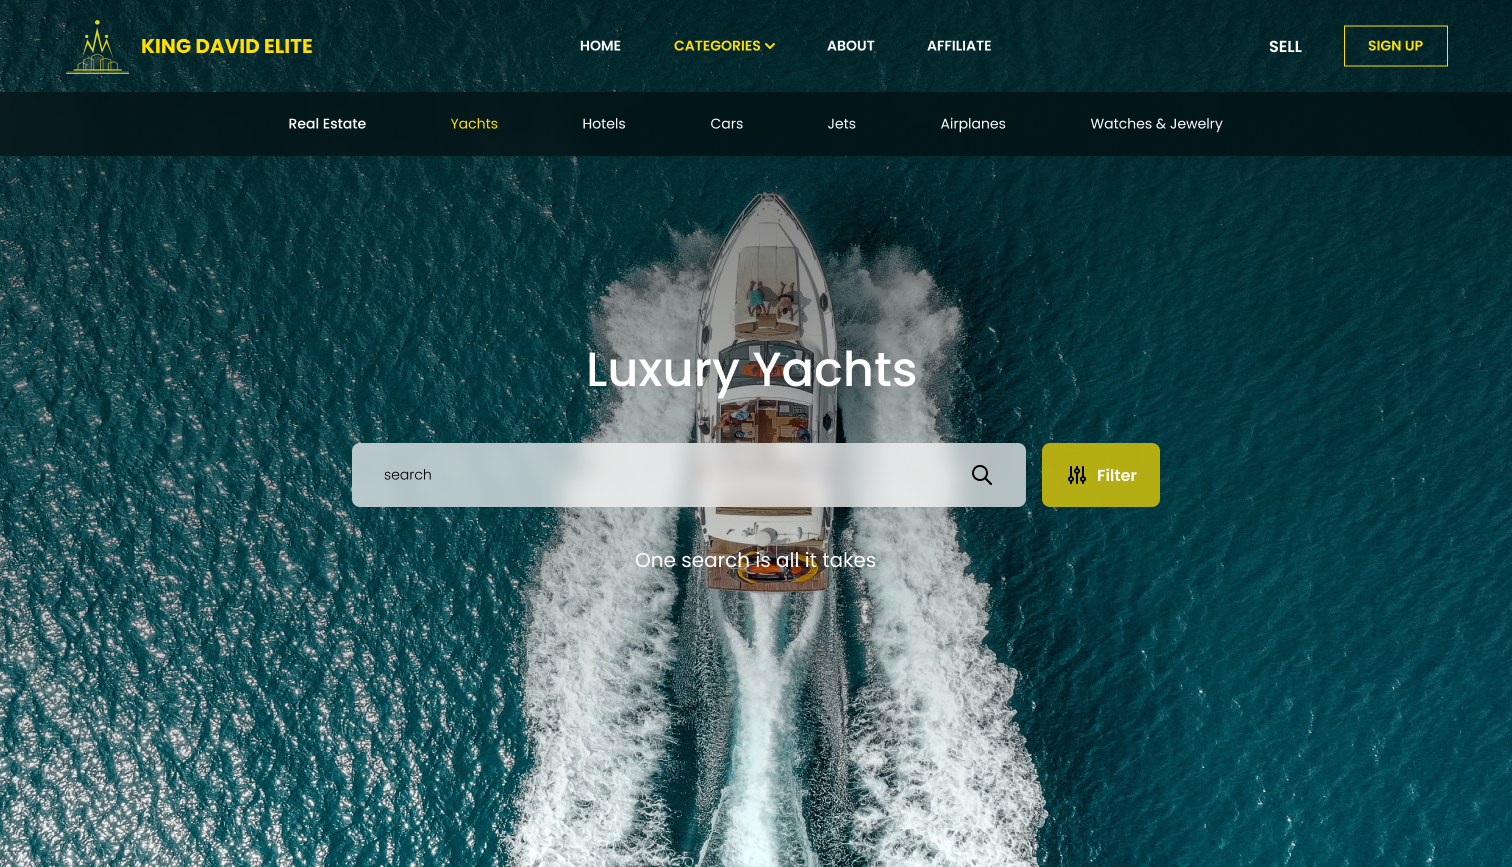 KING DAVID ELITE
HOME CATEGORIES ABOUT AFFILIATE
SELL SIGN UP
Real Estate Yachts Hotels Cars Jets Airplanes Watches & Jewelry
Luxury Yachts
search
Filter
One search is all it takes